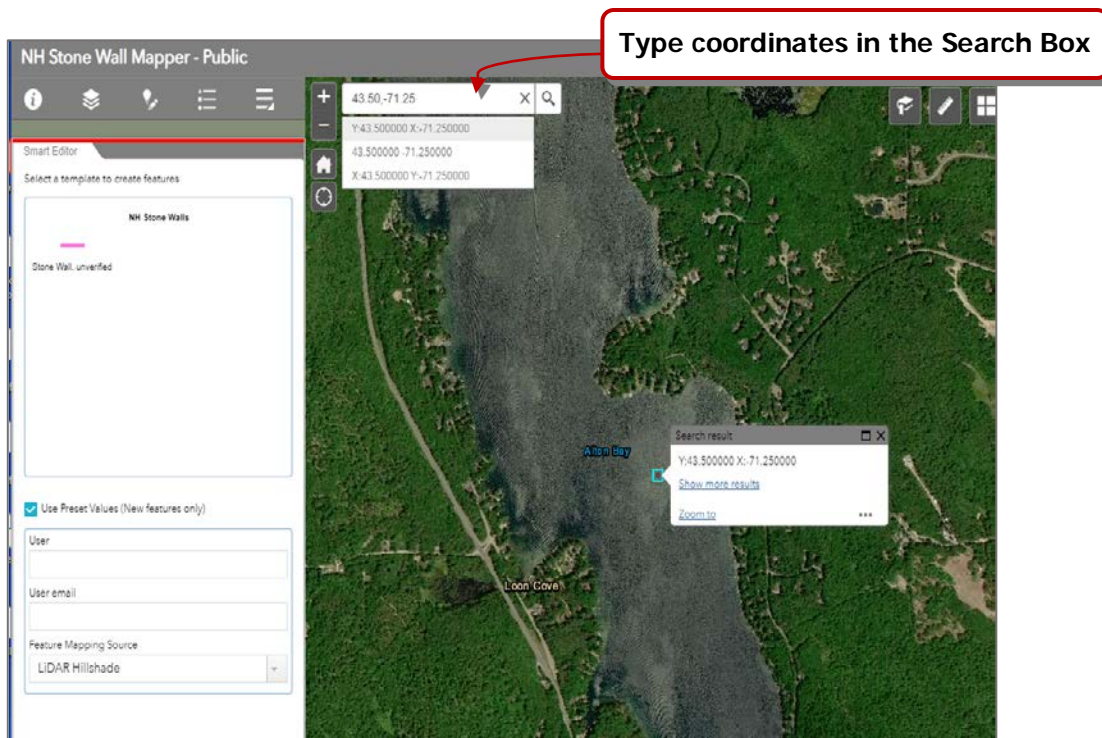 Type coordinates in the Search Box
NH Stone Wall Mapper - Public
43.50,-71.25
Y:43.500000 X:-71.250000
43.500000 -71.250000
X:43.500000 Y:-71.250000
Smart Editor
Select a template to create features
NH Stone Walls
Stone Wall, unverified
Use Preset Values (New features only)
User
User email
Feature Mapping Source
LiDAR Hillshade
Alton Bay
Search result
Y:43.500000 X:-71.250000
Show more results
Zoom to
Loon Cove